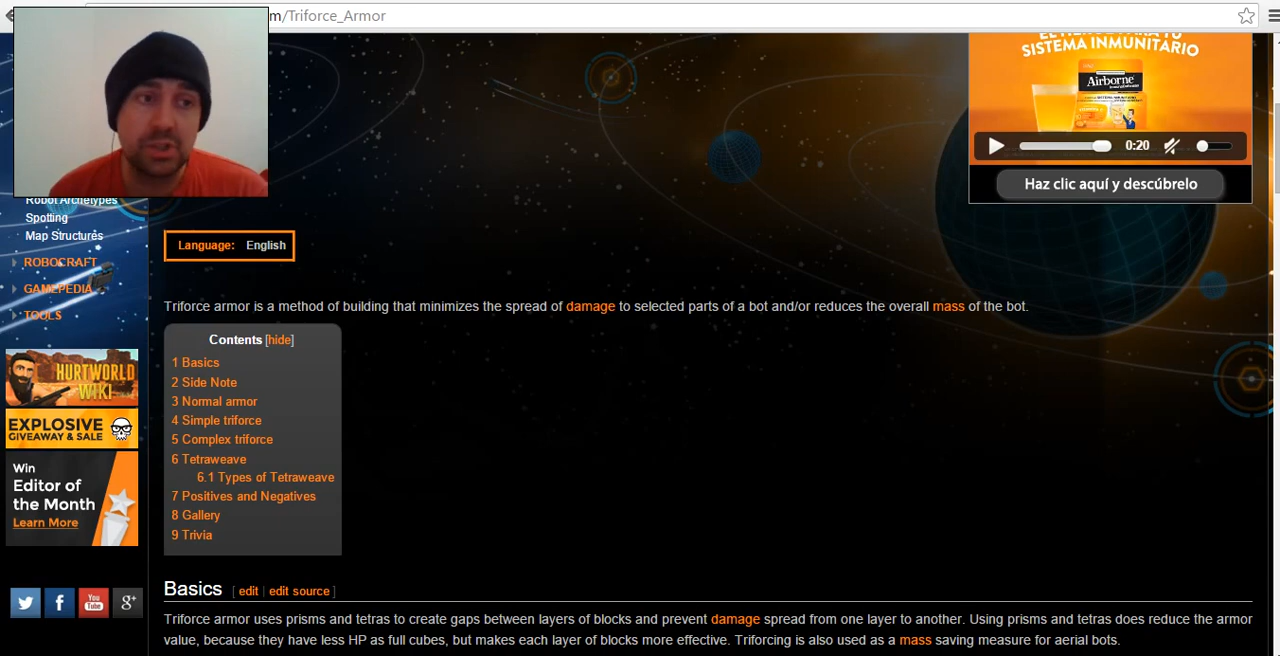 m/Triforce_Armor
EL HÉROE PARA TU
SISTEMA INMUNITARIO
Airborne
0:20
Haz clic aquí y descúbrelo
Robot Archetypes
Spotting
Map Structures
ROBOCRAFT
GAMEPEDIA
TOOLS
HURTWORLD
WIKI
EXPLOSIVE
GIVEAWAY & SALE
Win
Editor of
the Month
Learn More
You
Tube
g+
Language: English
Triforce armor is a method of building that minimizes the spread of damage to selected parts of a bot and/or reduces the overall mass of the bot.
Contents [hide]
1 Basics
2 Side Note
3 Normal armor
4 Simple triforce
5 Complex triforce
6 Tetraweave
6.1 Types of Tetraweave
7 Positives and Negatives
8 Gallery
9 Trivia
Basics [ edit | edit source ]
Triforce armor uses prisms and tetras to create gaps between layers of blocks and prevent damage spread from one layer to another. Using prisms and tetras does reduce the armor
value, because they have less HP as full cubes, but makes each layer of blocks more effective. Triforcing is also used as a mass saving measure for aerial bots.